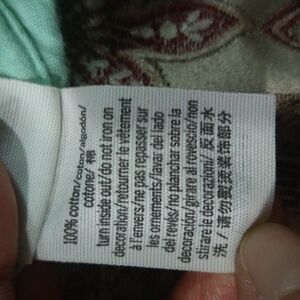 100% cotton/coton/algodón/
cotone/ 棉
turn inside out/ do not iron on
decoration/retourner le vêtement
à l'envers/ne pas repasser sur
les ornements/lavar del lado
del revés/no planchar sobre la
decoración/girare al rovescio/non
stirare le decorazioni/ 反面水
洗／请勿熨烫装饰部分